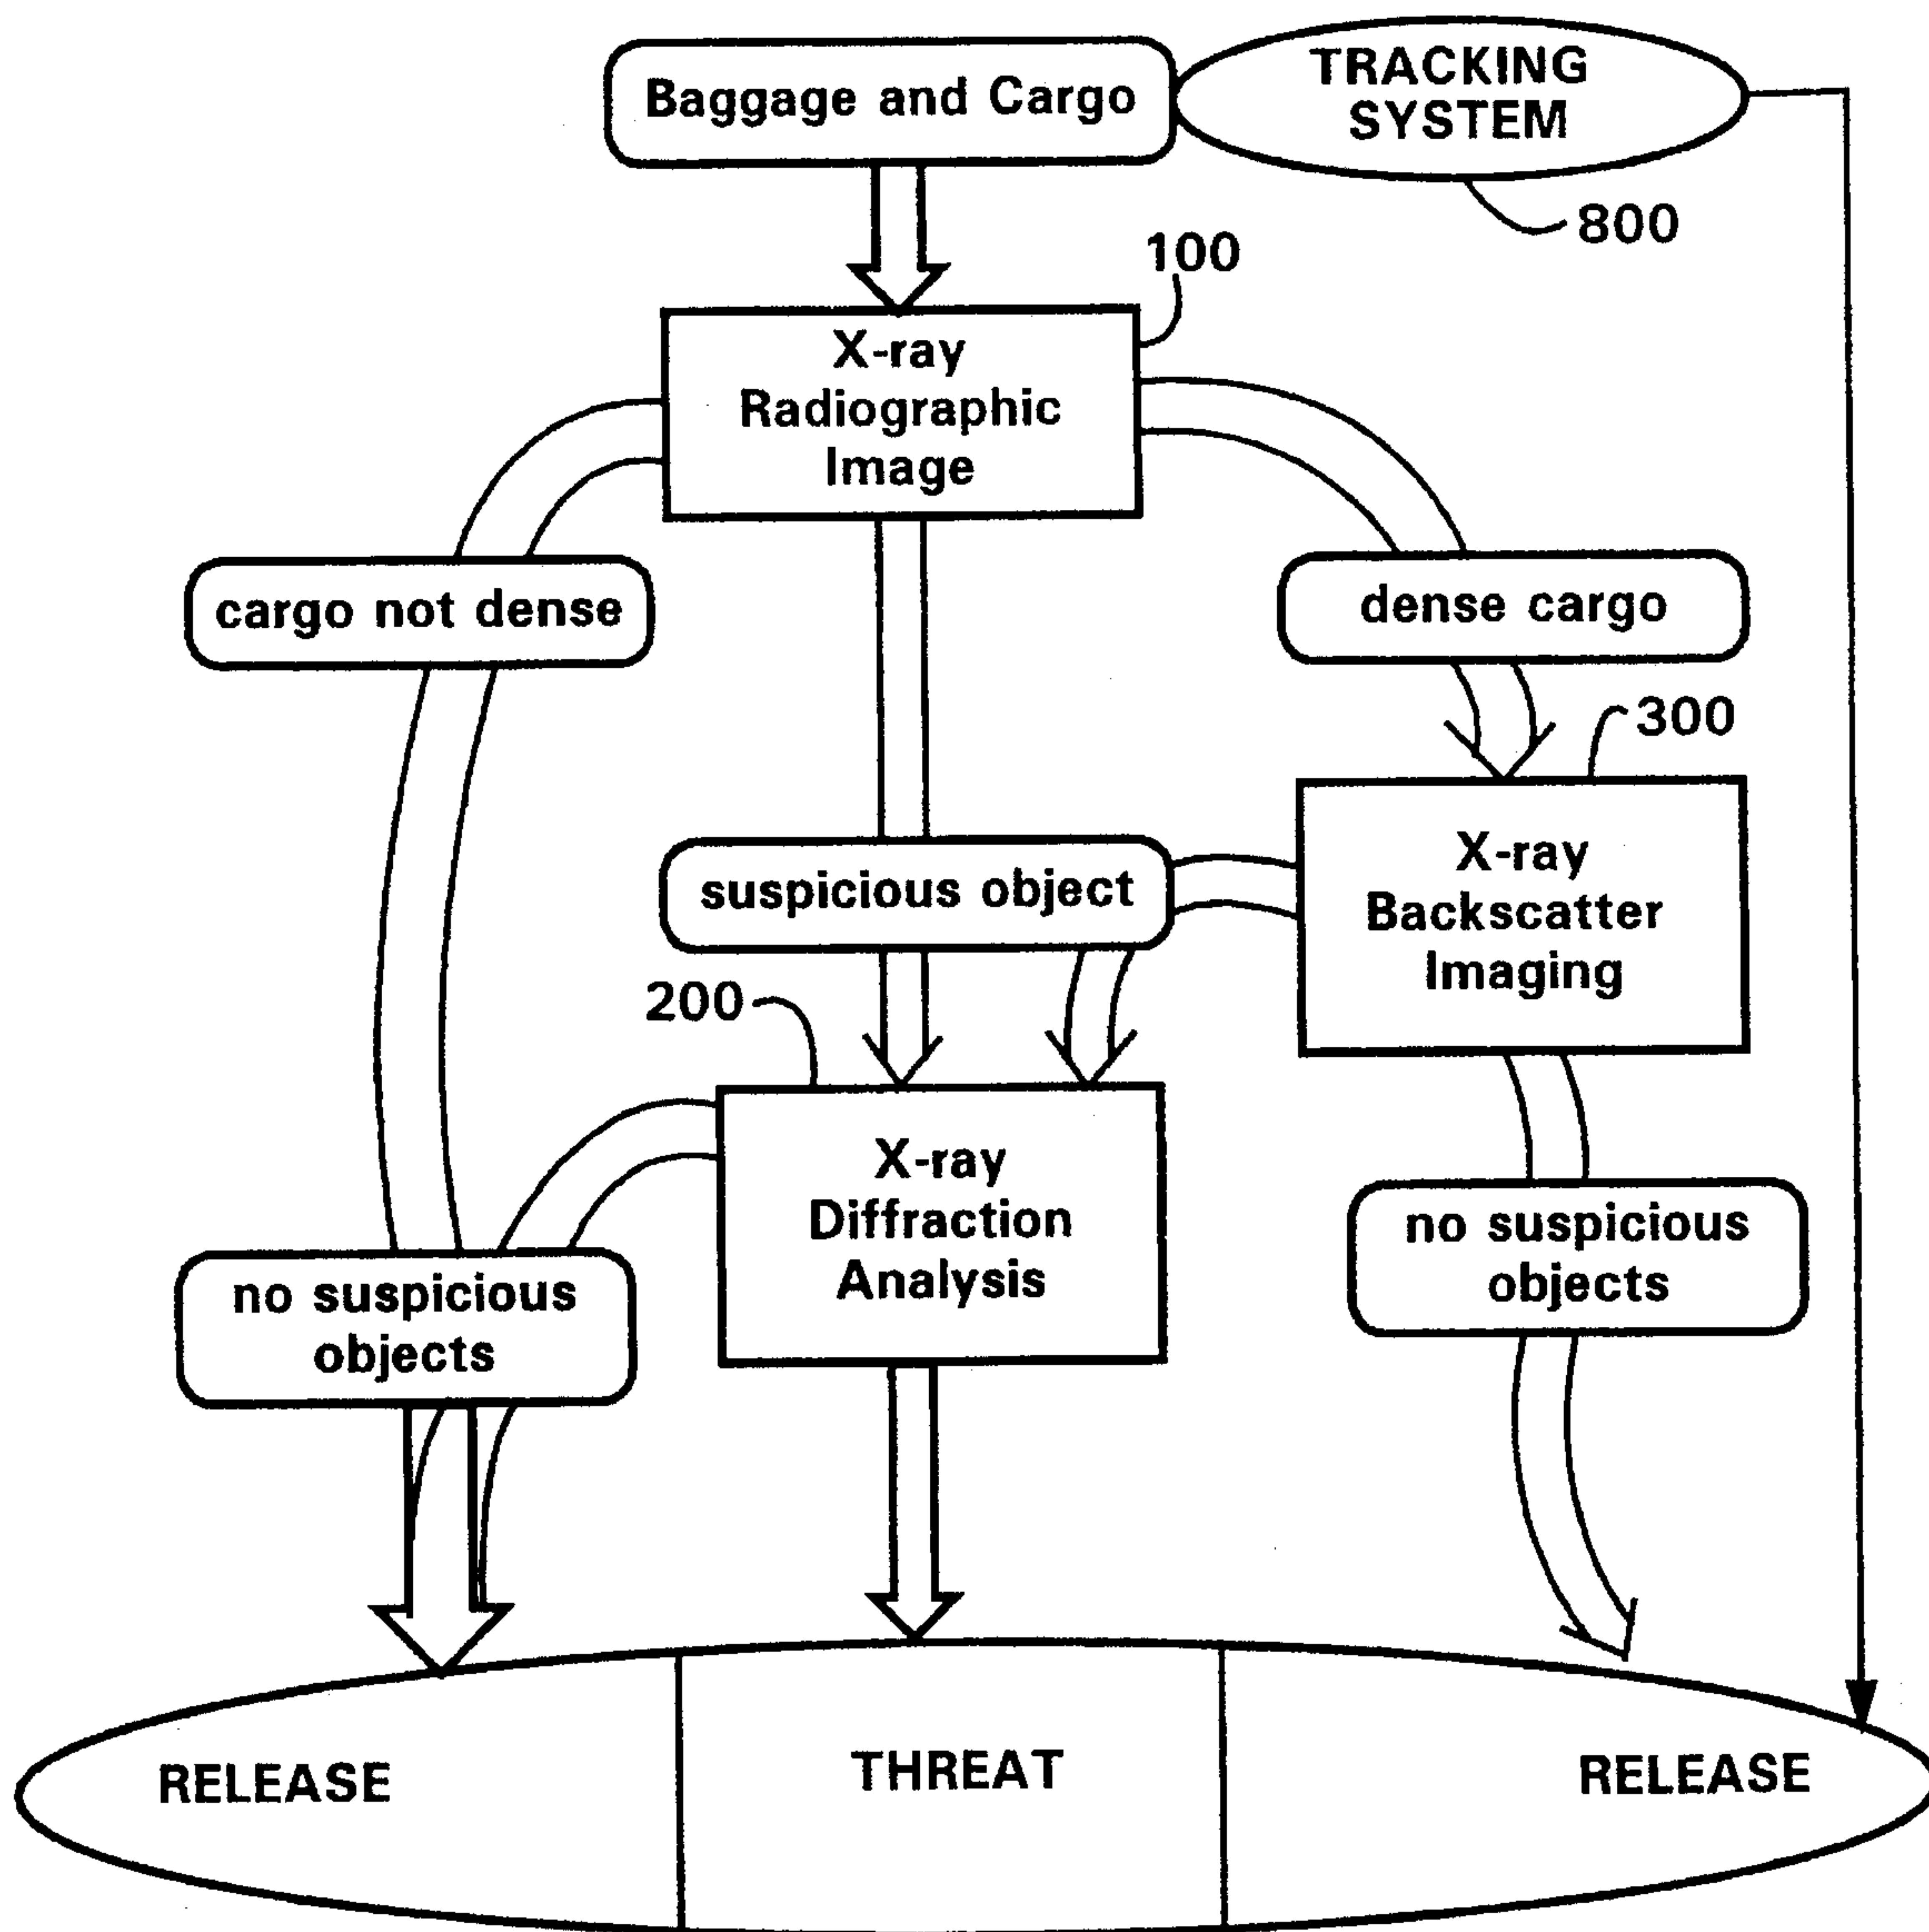 Baggage and Cargo
TRACKING
SYSTEM
800
100
X-ray
Radiographic
Image
cargo not dense
dense cargo
300
X-ray
Backscatter
Imaging
suspicious object
200
X-ray
Diffraction
Analysis
no suspicious
objects
no suspicious
objects
RELEASE
THREAT
RELEASE